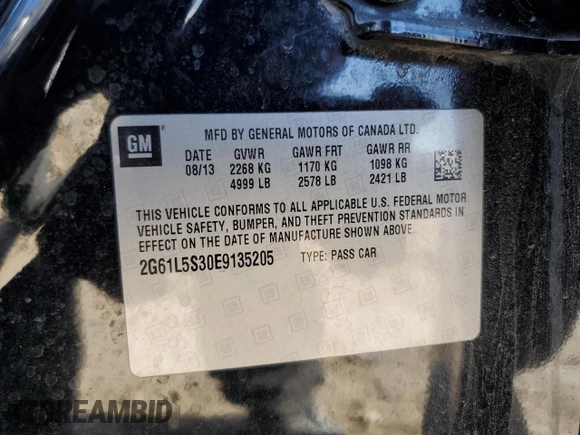 GM
MFD BY GENERAL MOTORS OF CANADA LTD.
DATE GVWR GAWR FRT GAWR RR
08/13 2268 KG 1170 KG 1098 KG
4999 LB 2578 LB 2421 LB
THIS VEHICLE CONFORMS TO ALL APPLICABLE U.S. FEDERAL MOTOR
VEHICLE SAFETY, BUMPER, AND THEFT PREVENTION STANDARDS IN
EFFECT ON THE DATE OF MANUFACTURE SHOWN ABOVE.
2G61L5S30E9135205 TYPE: PASS CAR